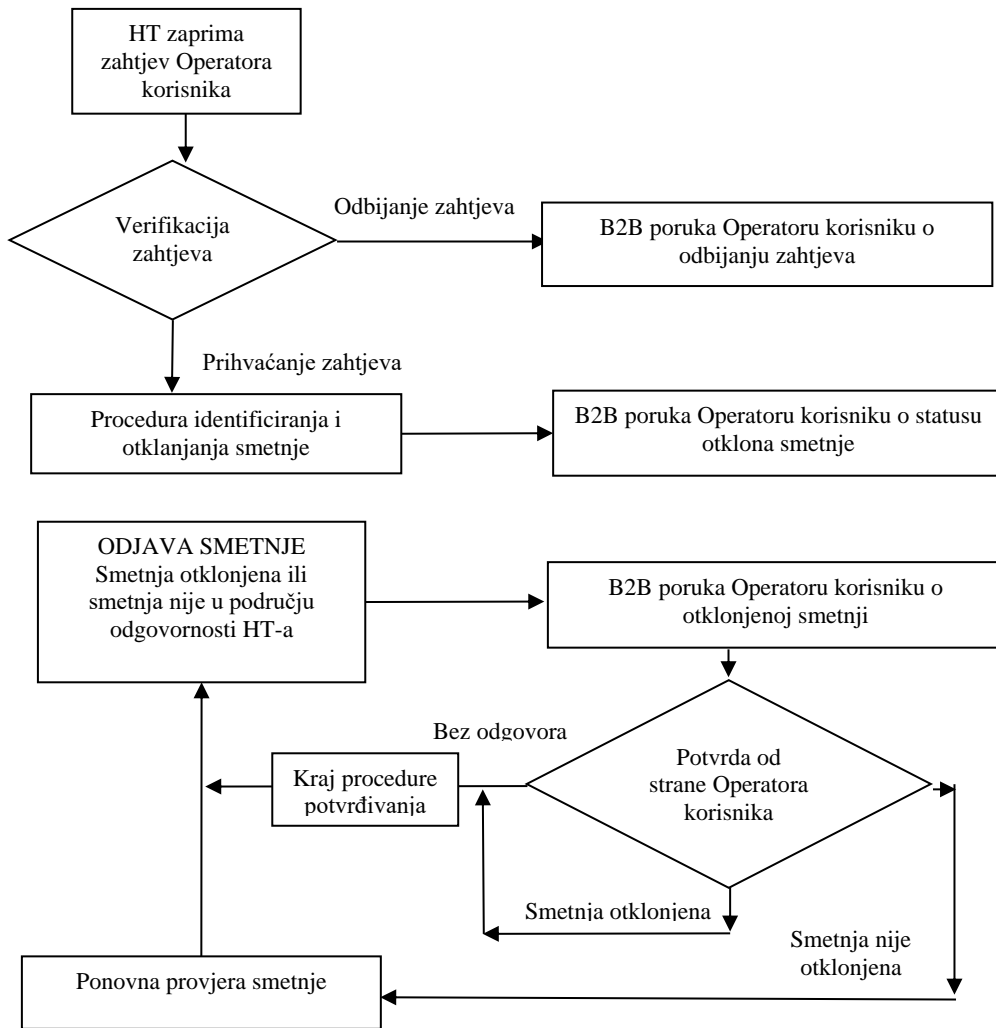 HT zaprima
zahtjev Operatora
korisnika
Verifikacija
zahtjeva
Odbijanje zahtjeva
B2B poruka Operatoru korisniku o
odbijanju zahtjeva
Prihvaćanje zahtjeva
Procedura identificiranja i
otklanjanja smetnje
B2B poruka Operatoru korisniku o statusu
otklona smetnje
ODJAVA SMETNJE
Smetnja otklonjena ili
smetnja nije u području
odgovornosti HT-a
B2B poruka Operatoru korisniku o
otklonjenoj smetnji
Bez odgovora
Kraj procedure
potvrđivanja
Potvrda od
strane Operatora
korisnika
Smetnja otklonjena
Smetnja nije
otklonjena
Ponovna provjera smetnje